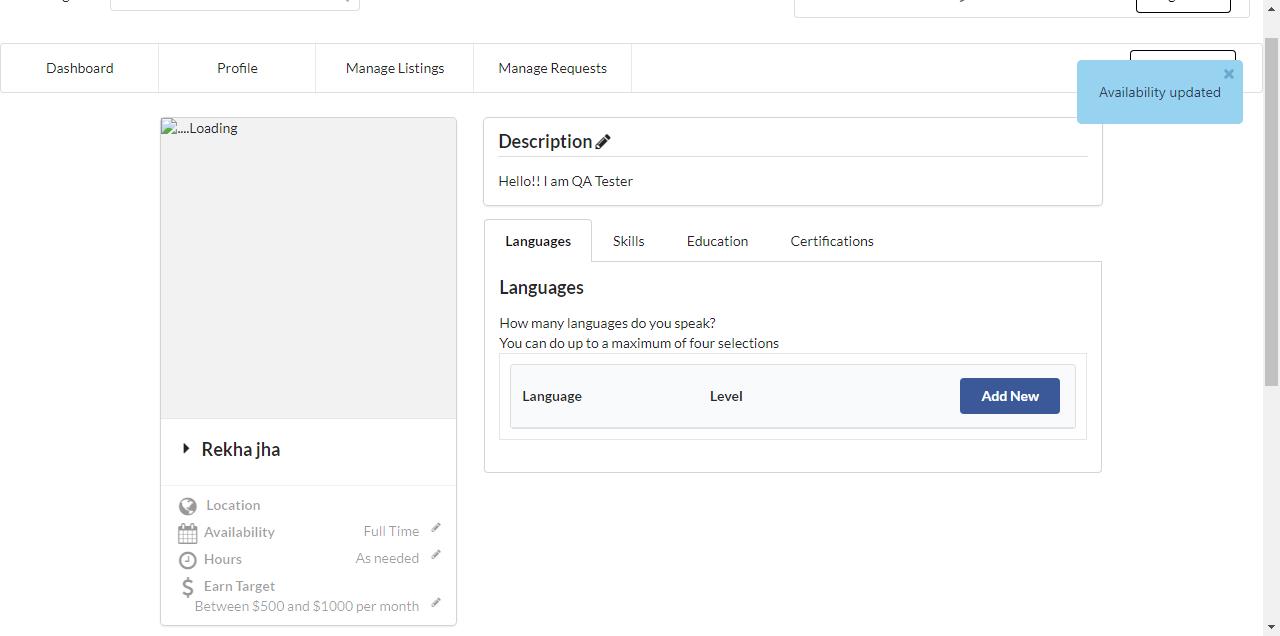 Dashboard
Profile
Manage Listings
Manage Requests
Availability updated
....Loading
Description
Hello!! I am QA Tester
Languages
Skills
Education
Certifications
Languages
How many languages do you speak?
You can do up to a maximum of four selections
Language
Level
Add New
Rekha jha
Location
Availability
Full Time
Hours
As needed
Earn Target
Between $500 and $1000 per month